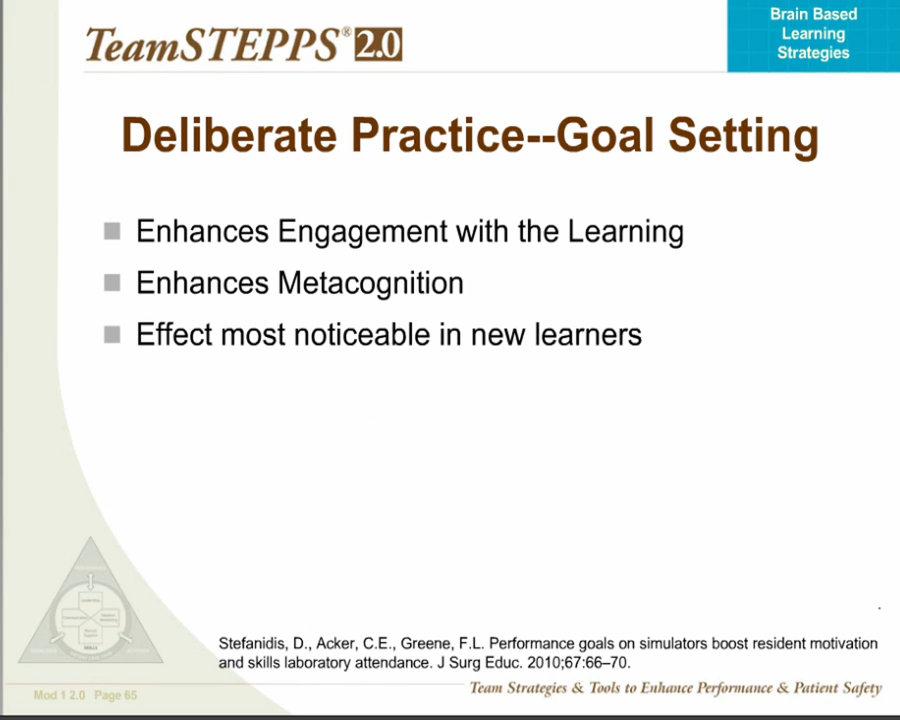 TeamSTEPPS® 2.0
Brain Based
Learning
Strategies
Deliberate Practice--Goal Setting
Enhances Engagement with the Learning
Enhances Metacognition
Effect most noticeable in new learners
Stefanidis, D., Acker, C.E., Greene, F.L. Performance goals on simulators boost resident motivation
and skills laboratory attendance. J Surg Educ. 2010;67:66–70.
Mod 1 2.0 Page 65
Team Strategies & Tools to Enhance Performance & Patient Safety